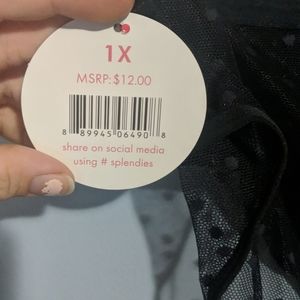 1X
MSRP: $12.00
8 89945 06490 8
share on social media
using # splendies